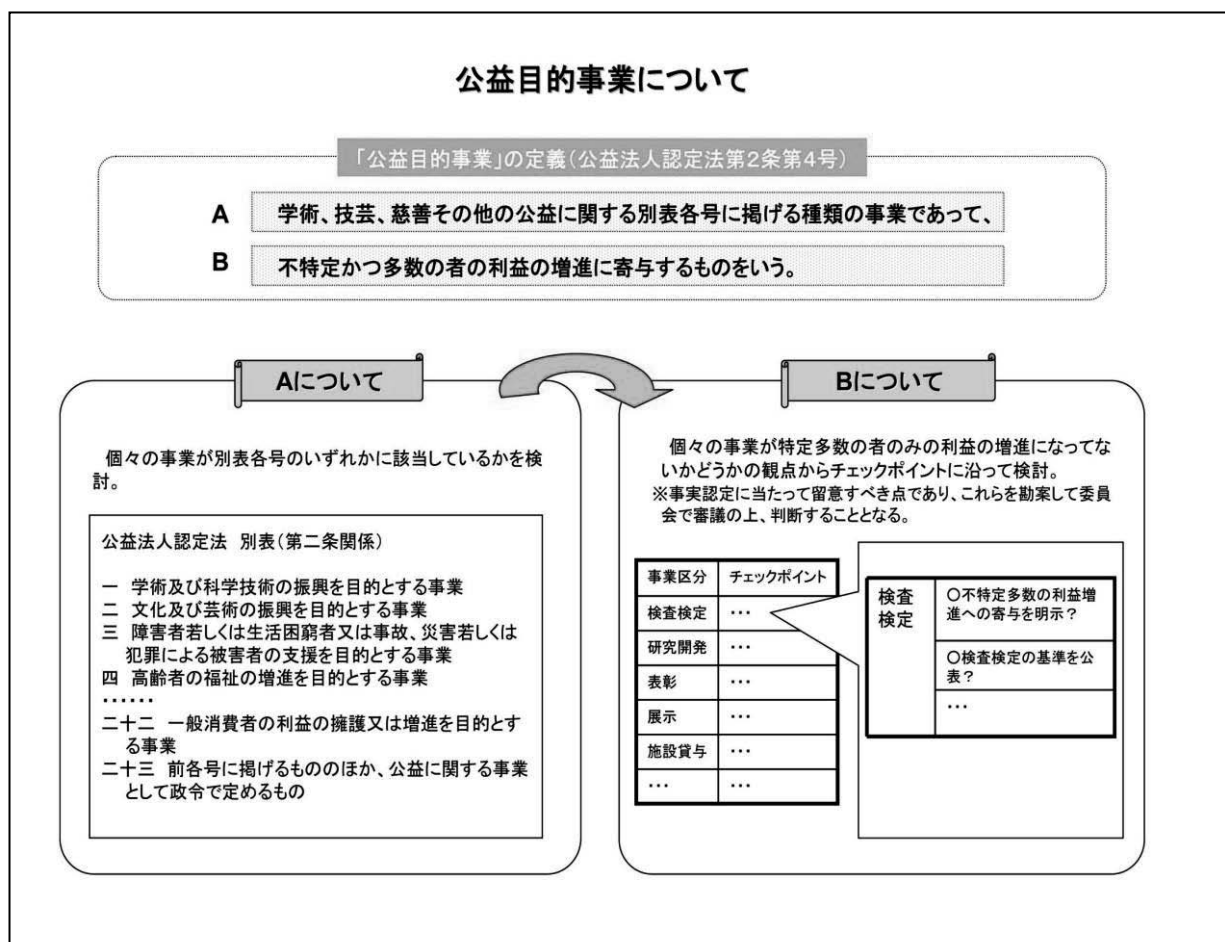 公益目的事業について
「公益目的事業」の定義(公益法人認定法第2条第4号)
A 学術、技芸、慈善その他の公益に関する別表各号に掲げる種類の事業であって、
B 不特定かつ多数の者の利益の増進に寄与するものをいう。
Aについて
個々の事業が別表各号のいずれかに該当しているかを検
討。
公益法人認定法 別表(第二条関係)
一 学術及び科学技術の振興を目的とする事業
二 文化及び芸術の振興を目的とする事業
三 障害者若しくは生活困窮者又は事故、災害若しくは
犯罪による被害者の支援を目的とする事業
四 高齢者の福祉の増進を目的とする事業
‥‥‥
二十二 一般消費者の利益の擁護又は増進を目的とす
る事業
二十三 前各号に掲げるもののほか、公益に関する事業
として政令で定めるもの
Bについて
個々の事業が特定多数の者のみの利益の増進になってな
いかどうかの観点からチェックポイントに沿って検討。
※事実認定に当たって留意すべき点であり、これらを勘案して委員
会で審議の上、判断することとなる。
事業区分 チェックポイント
検査検定 …
研究開発 …
表彰 …
展示 …
施設貸与 …
… …
検査
検定
○不特定多数の利益増
進への寄与を明示?
○検査検定の基準を公
表?
…